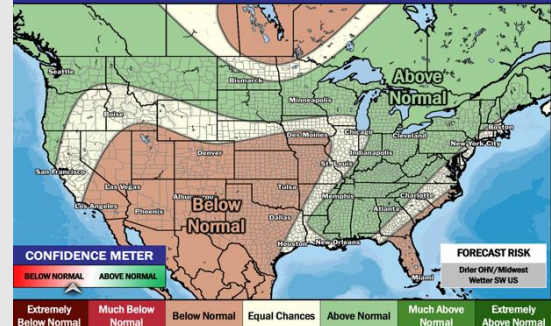 Seattle
Bismarck
Above
Normal
Minneapolis
Boise
Boston
Des Moines
Chicago
Cleveland
New York City
Denver
Indianapolis
San Francisco
St. Louis
Las Vegas
Tulsa
Charlotte
Albuquerque
Memphis
Los Angeles
Phoenix
Below
Normal
Atlanta
Dallas
Houston
New Orleans
Miami
CONFIDENCE METER
BELOW NORMAL
ABOVE NORMAL
FORECAST RISK
Drier OHV/Midwest
Wetter SW US
Extremely
Below Normal
Much Below
Normal
Below Normal
Equal Chances
Above Normal
Much Above
Normal
Extremely
Above Normal